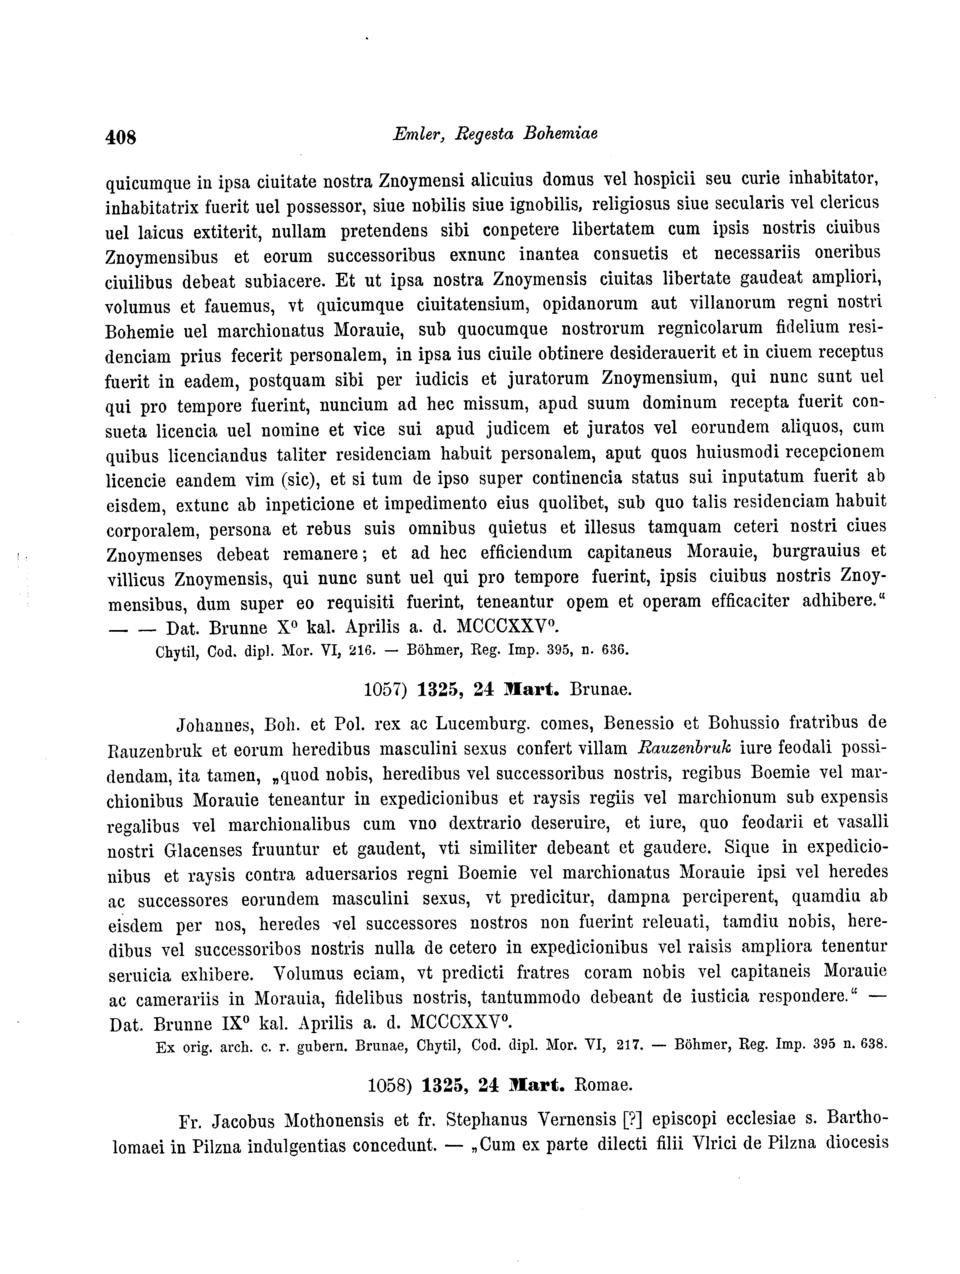 408 Emler, Regesta Bohemiae
quicumque in ipsa ciuitate nostra Znoymensi alicuius domus vel hospicii seu curie inhabitator,
inhabitatrix fuerit uel possessor, siue nobilis siue ignobilis, religiosus siue secularis vel clericus
uel laicus extiterit, nullam pretendens sibi conpetere libertatem cum ipsis nostris ciuibus
Znoymensibus et eorum successoribus exnunc inantea consuetis et necessariis oneribus
ciuilibus debeat subiacere. Et ut ipsa nostra Znoymensis ciuitas libertate gaudeat ampliori,
volumus et fauemus, vt quicumque ciuitatensium, opidanorum aut villanorum regni nostri
Bohemie uel marchionatus Morauie, sub quocumque nostrorum regnicolarum fidelium resi-
denciam prius fecerit personalem, in ipsa ius ciuile obtinere desiderauerit et in ciuem receptus
fuerit in eadem, postquam sibi per iudicis et juratorum Znoymensium, qui nunc sunt uel
qui pro tempore fuerint, nuncium ad hec missum, apud suum dominum recepta fuerit con-
sueta licencia uel nomine et vice sui apud judicem et juratos vel eorundem aliquos, cum
quibus licenciandus taliter residenciam habuit personalem, aput quos huiusmodi recepcionem
licencie eandem vim (sic), et si tum de ipso super continencia status sui inputatum fuerit ab
eisdem, extunc ab inpeticione et impedimento eius quolibet, sub quo talis residenciam habuit
corporalem, persona et rebus suis omnibus quietus et illesus tamquam ceteri nostri ciues
Znoymenses debeat remanere; et ad hec efficiendum capitaneus Morauie, burgrauius et
villicus Znoymensis, qui nunc sunt uel qui pro tempore fuerint, ipsis ciuibus nostris Znoy-
mensibus, dum super eo requisiti fuerint, teneantur opem et operam efficaciter adhibere.“
— — Dat. Brunne X⁰ kal. Aprilis a. d. MCCCXXV⁰.
Chytil, Cod. dipl. Mor. VI, 216. — Böhmer, Reg. Imp. 395, n. 636.
1057) 1325, 24 Mart. Brunae.
Johannes, Boh. et Pol. rex ac Lucemburg. comes, Benessio et Bohussio fratribus de
Rauzenbruk et eorum heredibus masculini sexus confert villam Rauzenbruk iure feodali possi-
dendam, ita tamen, „quod nobis, heredibus vel successoribus nostris, regibus Boemie vel mar-
chionibus Morauie teneantur in expedicionibus et raysis regiis vel marchionum sub expensis
regalibus vel marchionalibus cum vno dextrario deseruire, et iure, quo feodarii et vasalli
nostri Glacenses fruuntur et gaudent, vti similiter debeant et gaudere. Sique in expedicio-
nibus et raysis contra aduersarios regni Boemie vel marchionatus Morauie ipsi vel heredes
ac successores eorundem masculini sexus, vt predicitur, dampna perciperent, quamdiu ab
eisdem per nos, heredes vel successores nostros non fuerint releuati, tamdiu nobis, here-
dibus vel successoribos nostris nulla de cetero in expedicionibus vel raisis ampliora tenentur
seruicia exhibere. Volumus eciam, vt predicti fratres coram nobis vel capitaneis Morauie
ac camerariis in Morauia, fidelibus nostris, tantummodo debeant de iusticia respondere.“ —
Dat. Brunne IX⁰ kal. Aprilis a. d. MCCCXXV⁰.
Ex orig. arch. c. r. gubern. Brunae, Chytil, Cod. dipl. Mor. VI, 217. — Böhmer, Reg. Imp. 395 n. 638.
1058) 1325, 24 Mart. Romae.
Fr. Jacobus Mothonensis et fr. Stephanus Vernensis [?] episcopi ecclesiae s. Bartho-
lomaei in Pilzna indulgentias concedunt. — „Cum ex parte dilecti filii Vlrici de Pilzna diocesis